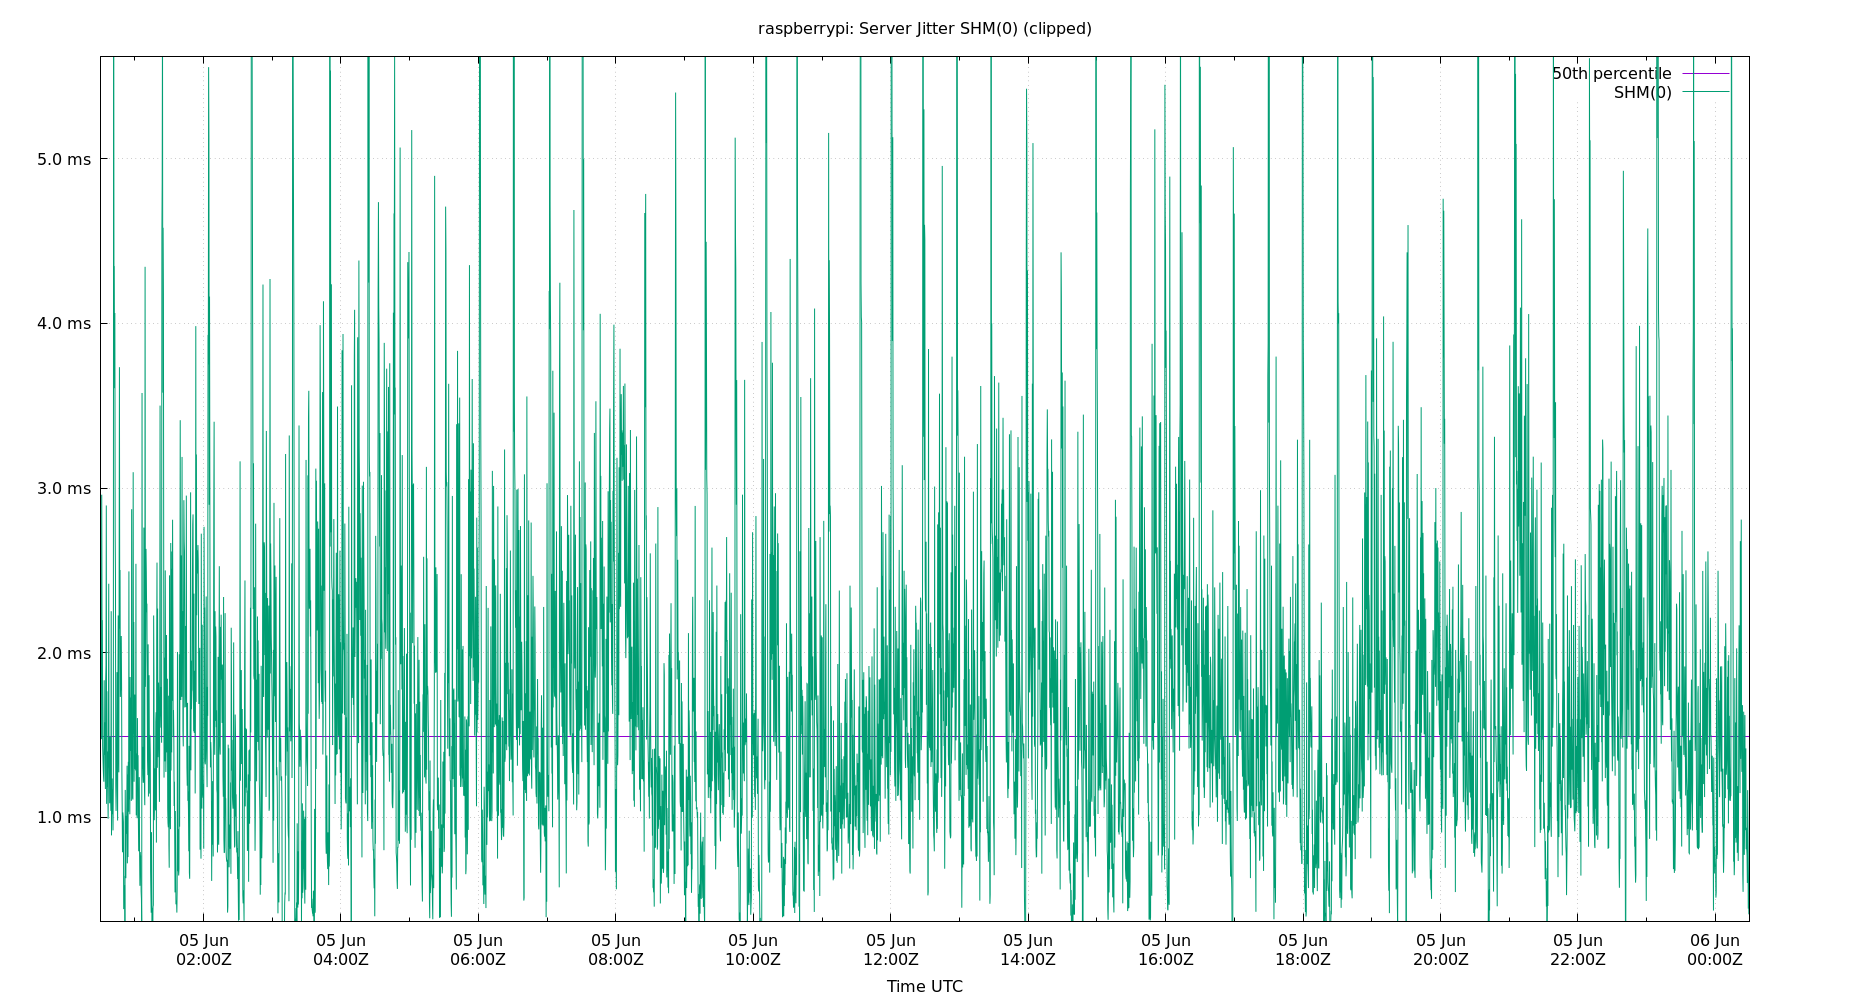 raspberrypi: Server Jitter SHM(0) (clipped)
50th percentile
SHM(0)
5.0 ms
4.0 ms
3.0 ms
2.0 ms
1.0 ms
05 Jun 05 Jun 05 Jun 05 Jun 05 Jun 05 Jun 05 Jun 05 Jun 05 Jun 05 Jun 05 Jun 06 Jun
02:00Z 04:00Z 06:00Z 08:00Z 10:00Z 12:00Z 14:00Z 16:00Z 18:00Z 20:00Z 22:00Z 00:00Z
Time UTC